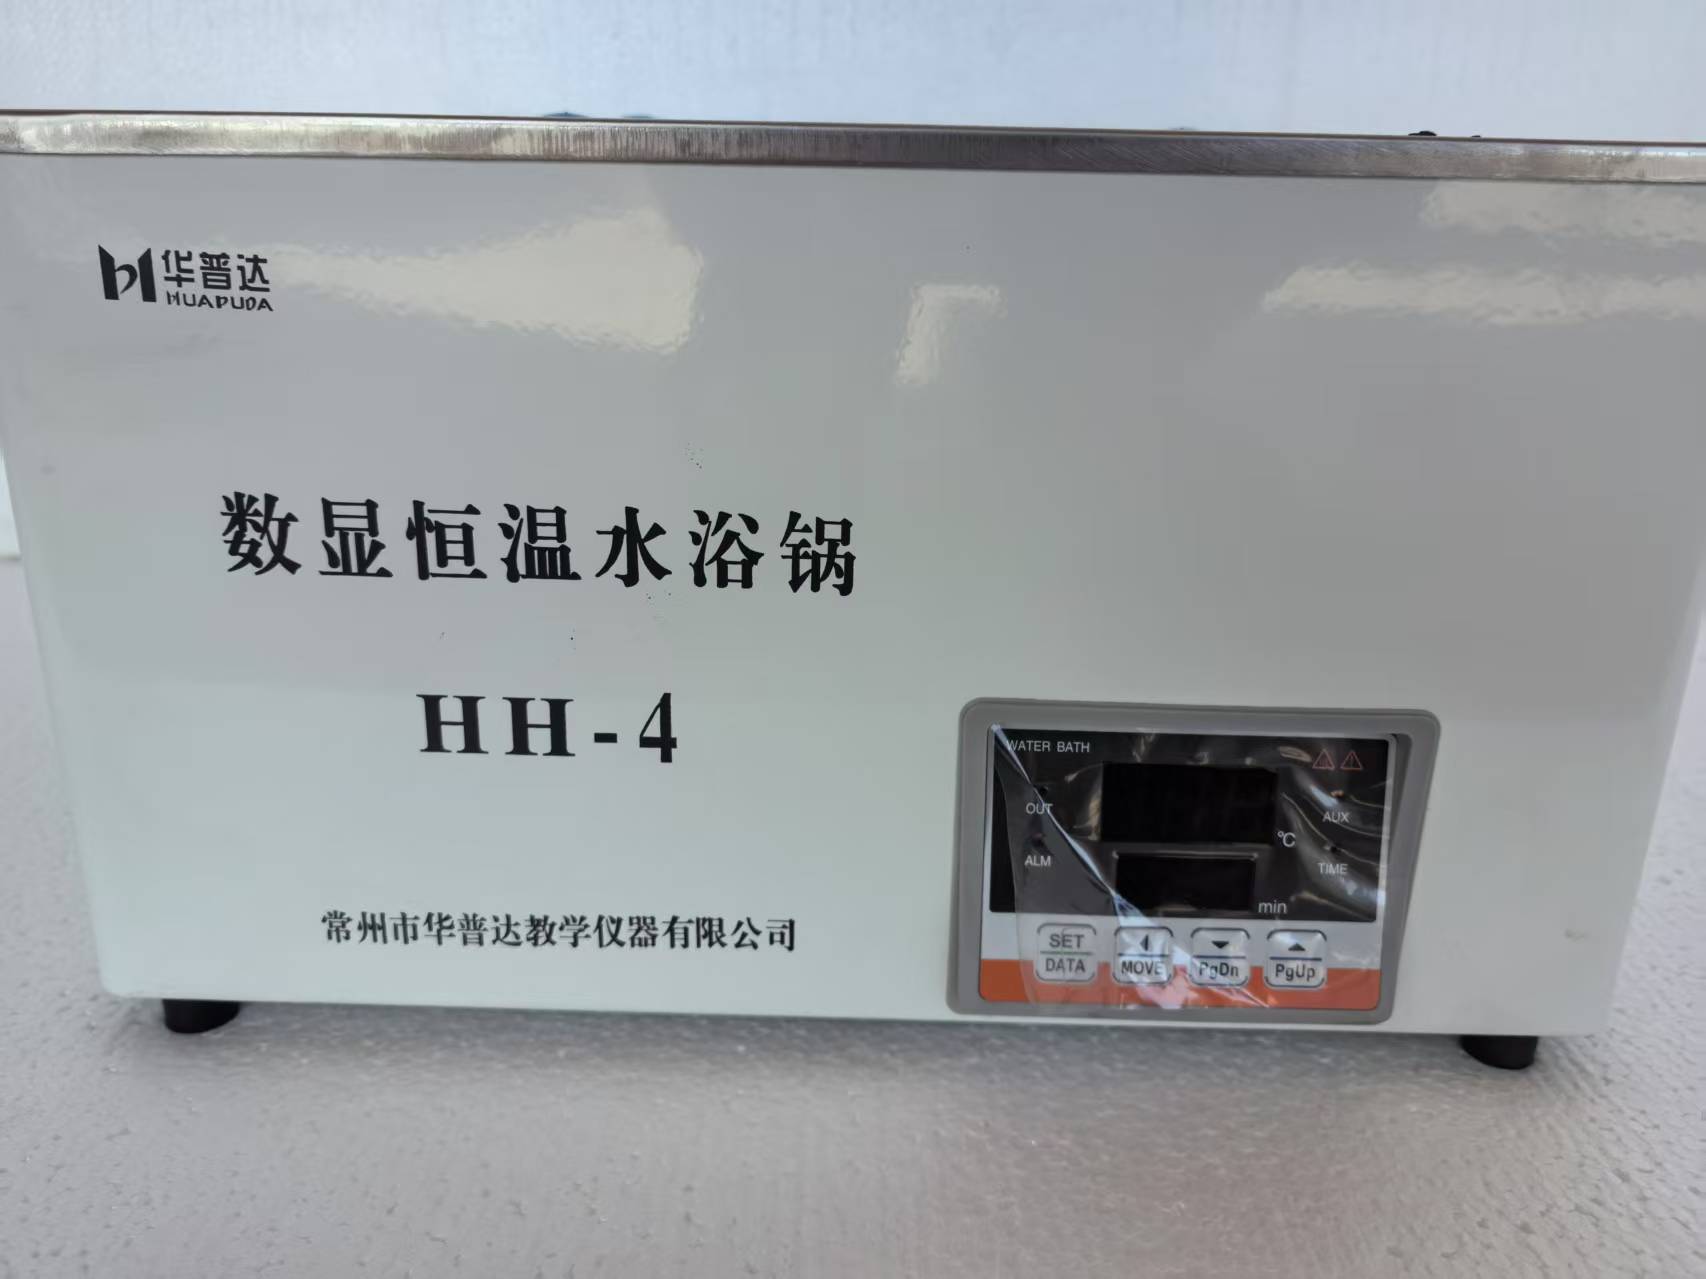 华普达
HUAPUDA
数显恒温水浴锅
HH-4
常州市华普达教学仪器有限公司
WATER BATH
OUT
AUX
℃
ALM
TIME
min
SET
DATA
MOVE
PgDn
PgUp